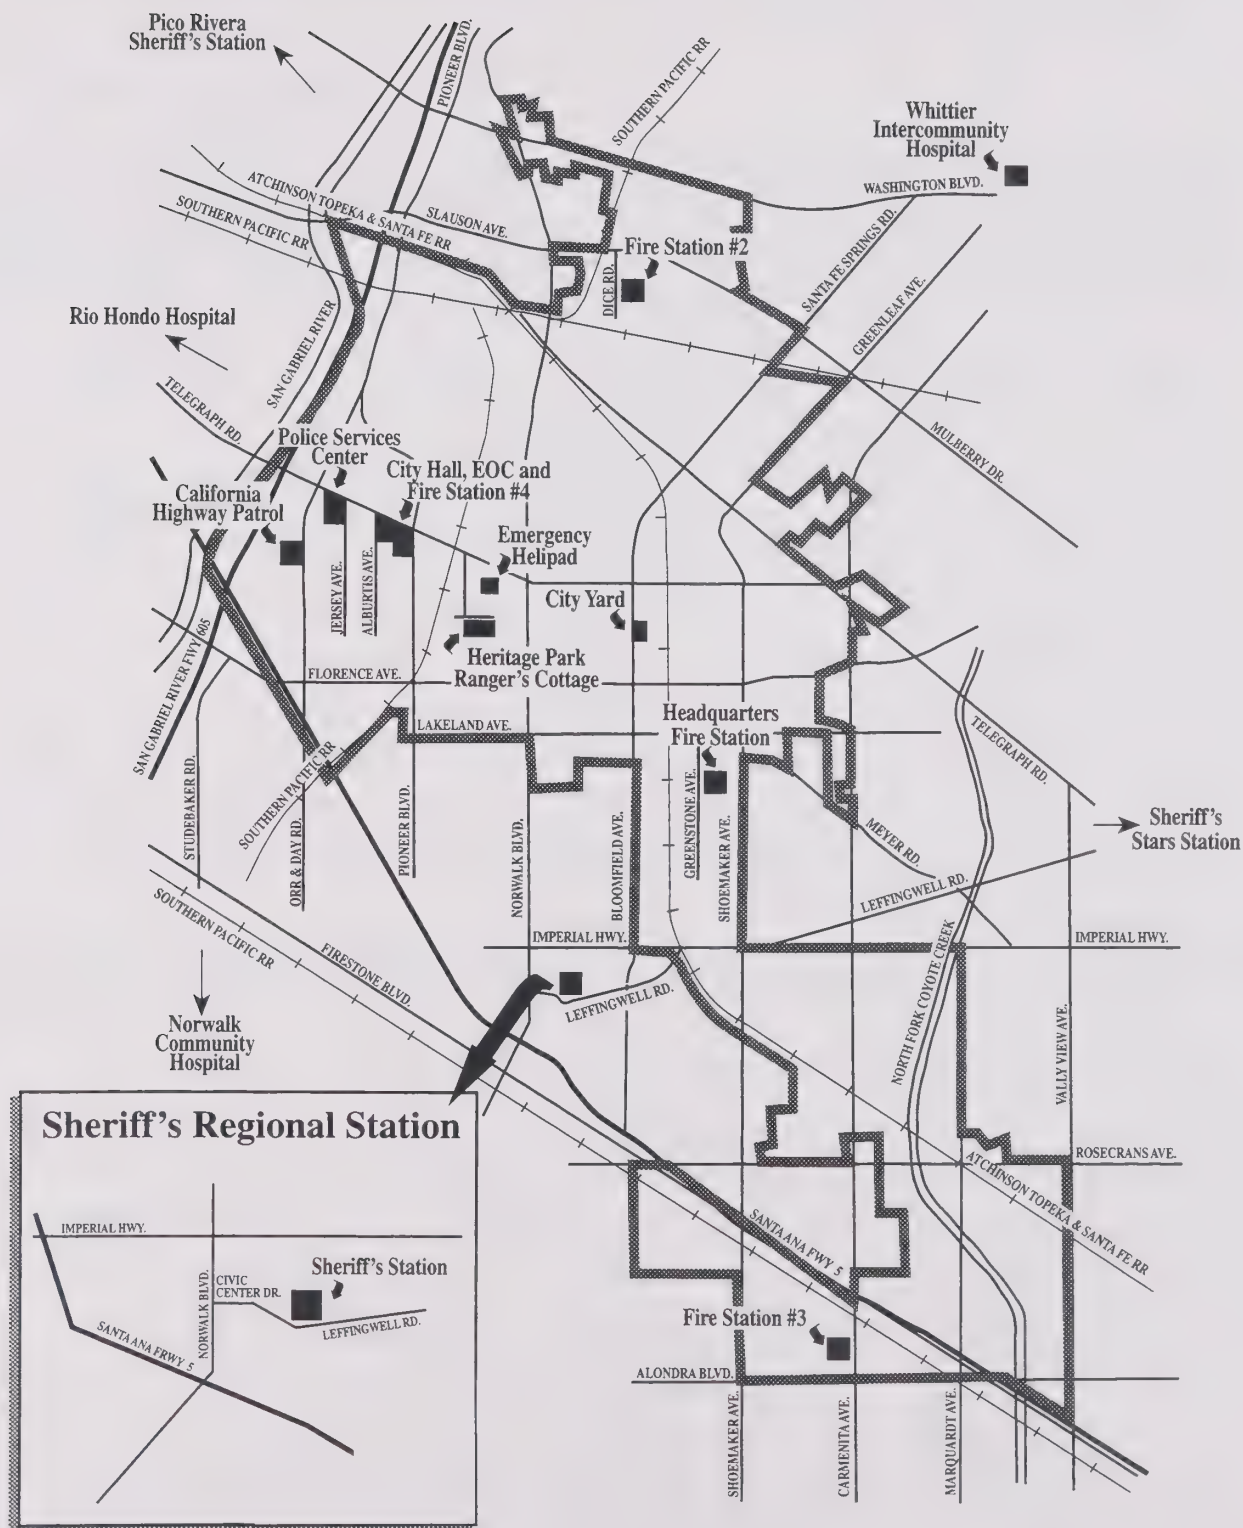 Pico Rivera
Sheriff's Station
PIONEER BLVD.
SOUTHERN PACIFIC RR
Whittier
Intercommunity
Hospital
WASHINGTON BLVD.
ATCHINSON TOPEKA & SANTA FE RR
SOUTHERN PACIFIC RR
SLAUSON AVE.
Fire Station #2
DICE RD.
SANTA FE SPRINGS RD.
GREENLEAF AVE.
Rio Hondo Hospital
SAN GABRIEL RIVER
TELEGRAPH RD.
MULBERRY DR.
Police Services
Center
City Hall, EOC and
Fire Station #4
California
Highway Patrol
Emergency
Helipad
JERSEY AVE.
ALBURTIS AVE.
City Yard
Heritage Park
Ranger's Cottage
SAN GABRIEL RIVER FWY 605
FLORENCE AVE.
LAKELAND AVE.
Headquarters
Fire Station
TELEGRAPH RD.
STUDEBAKER RD.
SOUTHERN PACIFIC RR
ORR & DAY RD.
PIONEER BLVD.
NORWALK BLVD.
BLOOMFIELD AVE.
GREENSTONE AVE.
SHOEMAKER AVE.
MEYER RD.
Sheriff's
Stars Station
LEFFINGWELL RD.
IMPERIAL HWY.
IMPERIAL HWY.
SOUTHERN PACIFIC RR
FIRESTONE BLVD.
LEFFINGWELL RD.
NORTH FORK COYOTE CREEK
VALLY VIEW AVE.
Norwalk
Community
Hospital
ROSECRANS AVE.
ATCHINSON TOPEKA & SANTA FE RR
SANTA ANA FWY 5
Fire Station #3
ALONDRA BLVD.
SHOEMAKER AVE.
CARMENITA AVE.
MARQUARDT AVE.
Sheriff's Regional Station
IMPERIAL HWY.
NORWALK BLVD.
CIVIC
CENTER DR.
Sheriff's Station
LEFFINGWELL RD.
SANTA ANA FRWY 5